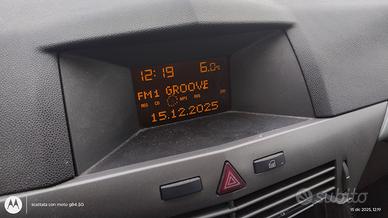 12:19 6.0°c
FM1 GROOVE
15.12.2025
scattata con moto g84 5G
15 dic 2025, 12:19
subito